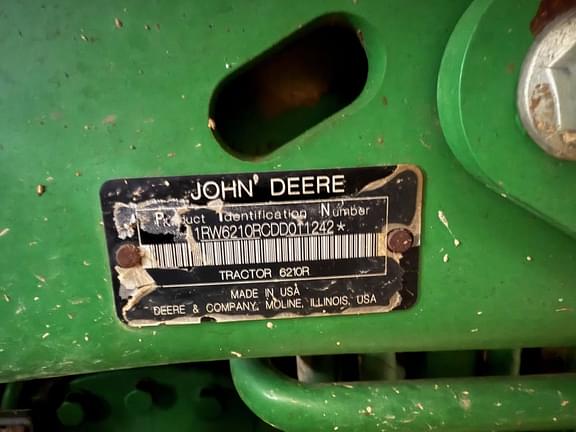 JOHN DEERE
Product Identification Number
1RW6210RCDD011242*
TRACTOR 6210R
MADE IN USA
DEERE & COMPANY, MOLINE, ILLINOIS, USA